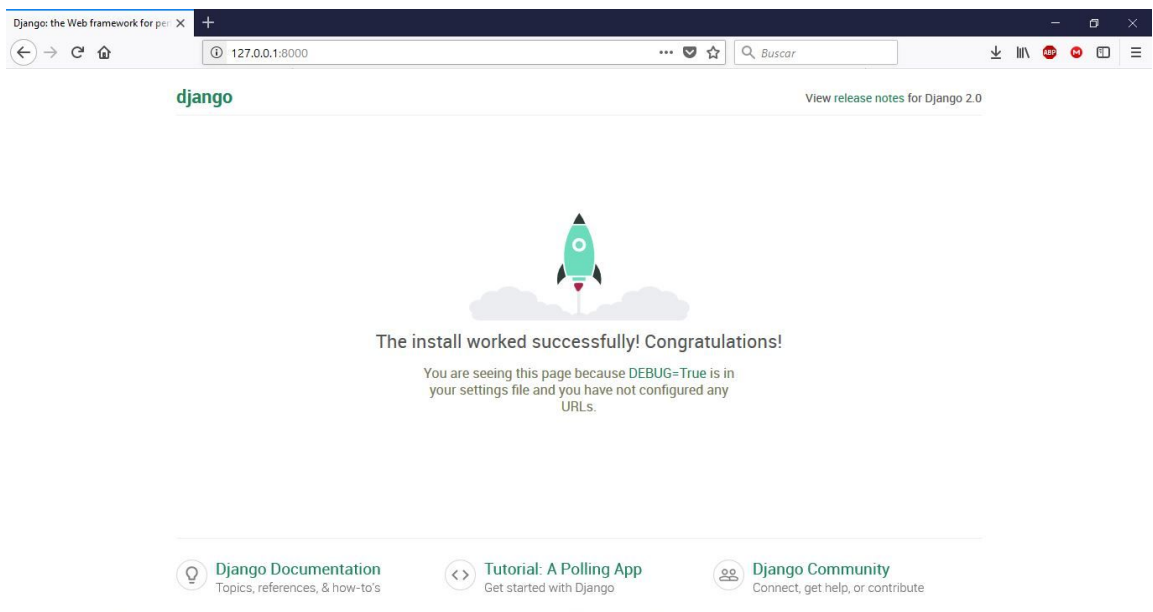 Django: the Web framework for per
127.0.0.1:8000
Buscar
ABP
django
View release notes for Django 2.0
The install worked successfully! Congratulations!
You are seeing this page because DEBUG=True is in
your settings file and you have not configured any
URLs.
Django Documentation
Topics, references, & how-to's
Tutorial: A Polling App
Get started with Django
Django Community
Connect, get help, or contribute